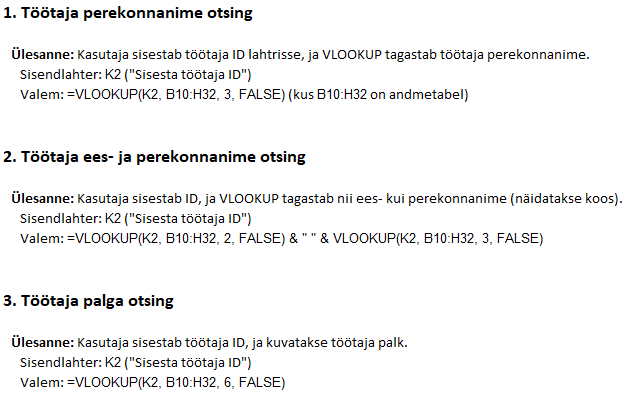 1. Töötaja perekonnanime otsing
Ülesanne: Kasutaja sisestab töötaja ID lahtrisse, ja VLOOKUP tagastab töötaja perekonnanime.
Sisendlahter: K2 ("Sisesta töötaja ID")
Valem: =VLOOKUP(K2, B10:H32, 3, FALSE) (kus B10:H32 on andmetabel)
2. Töötaja ees- ja perekonnanime otsing
Ülesanne: Kasutaja sisestab ID, ja VLOOKUP tagastab nii ees- kui perekonnanime (näidatakse koos).
Sisendlahter: K2 ("Sisesta töötaja ID")
Valem: =VLOOKUP(K2, B10:H32, 2, FALSE) & " " & VLOOKUP(K2, B10:H32, 3, FALSE)
3. Töötaja palga otsing
Ülesanne: Kasutaja sisestab töötaja ID, ja kuvatakse töötaja palk.
Sisendlahter: K2 ("Sisesta töötaja ID")
Valem: =VLOOKUP(K2, B10:H32, 6, FALSE)